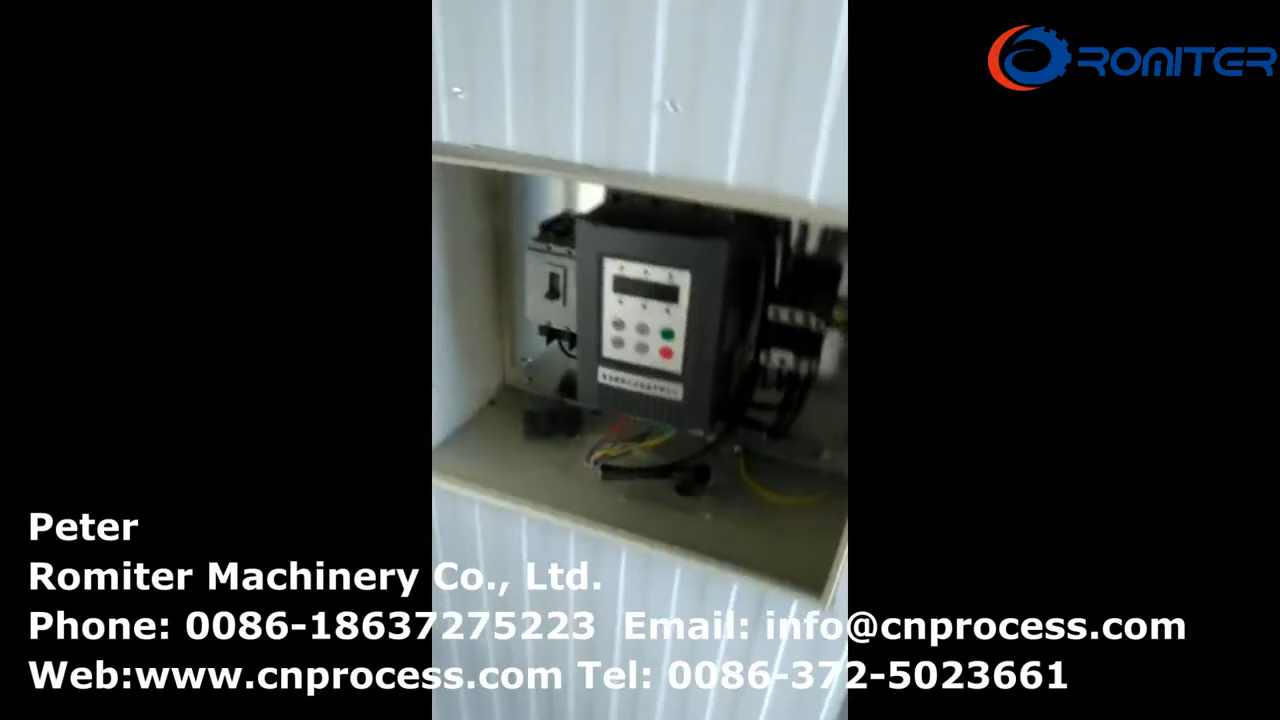 ROMITER
Peter
Romiter Machinery Co., Ltd.
Phone: 0086-18637275223 Email: info@cnprocess.com
Web:www.cnprocess.com Tel: 0086-372-5023661